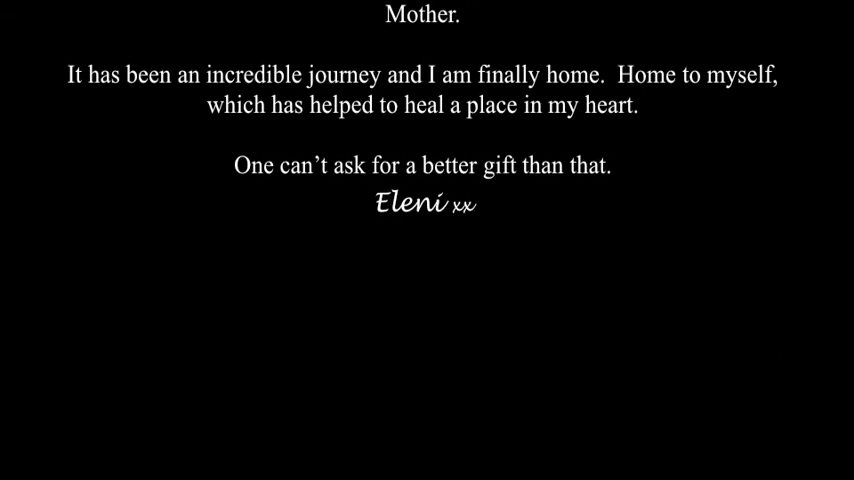 Mother.
It has been an incredible journey and I am finally home.  Home to myself,
which has helped to heal a place in my heart.
One can’t ask for a better gift than that.
Eleni xx